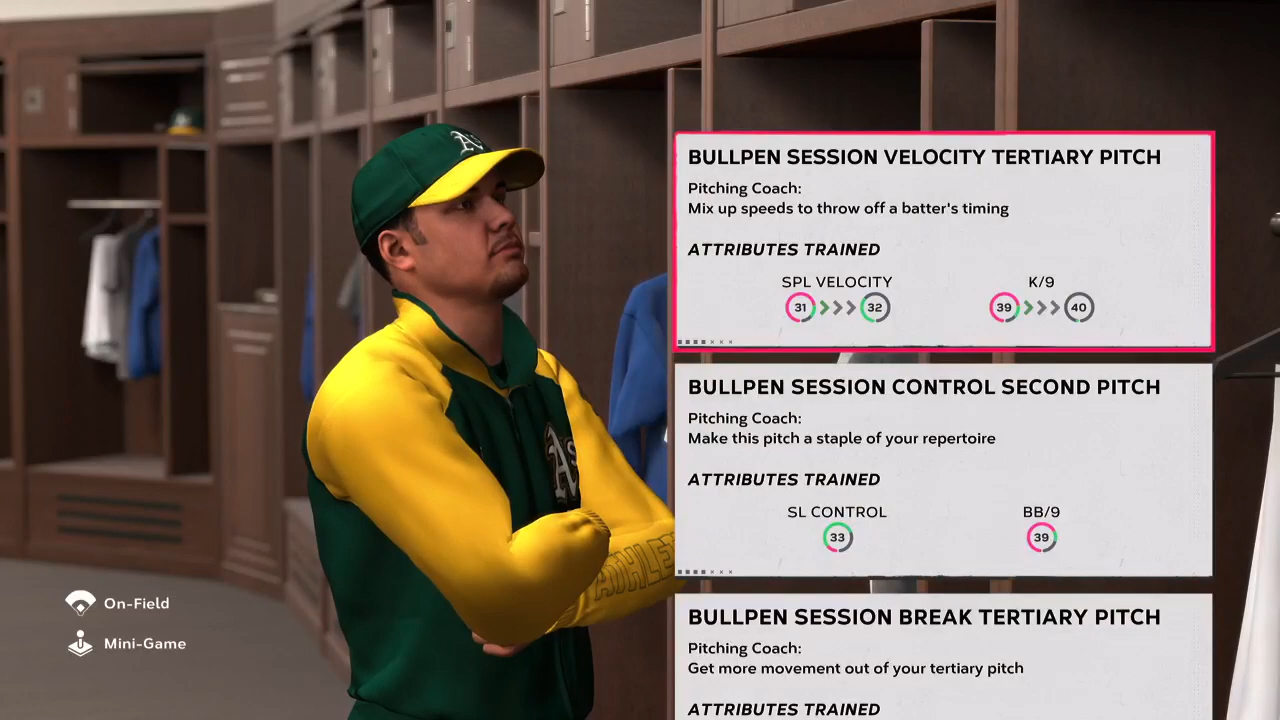 A's
BULLPEN SESSION VELOCITY TERTIARY PITCH
Pitching Coach:
Mix up speeds to throw off a batter's timing
ATTRIBUTES TRAINED
SPL VELOCITY
K/9
31
32
39
40
BULLPEN SESSION CONTROL SECOND PITCH
Pitching Coach:
Make this pitch a staple of your repertoire
ATTRIBUTES TRAINED
SL CONTROL
BB/9
33
39
A's
ATHLE
On-Field
Mini-Game
BULLPEN SESSION BREAK TERTIARY PITCH
Pitching Coach:
Get more movement out of your tertiary pitch
ATTRIBUTES TRAINED